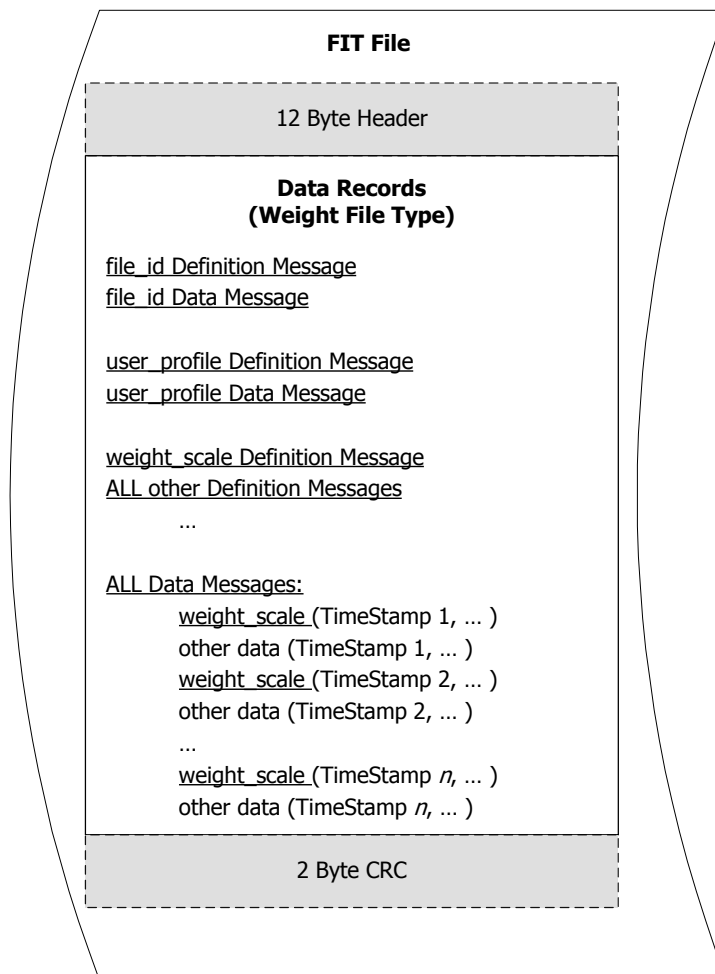 FIT File
12 Byte Header
Data Records
(Weight File Type)
file_id Definition Message
file_id Data Message
user_profile Definition Message
user_profile Data Message
weight_scale Definition Message
ALL other Definition Messages
…
ALL Data Messages:
weight_scale (TimeStamp 1, … )
other data (TimeStamp 1, … )
weight_scale (TimeStamp 2, … )
other data (TimeStamp 2, … )
…
weight_scale (TimeStamp n, … )
other data (TimeStamp n, … )
2 Byte CRC